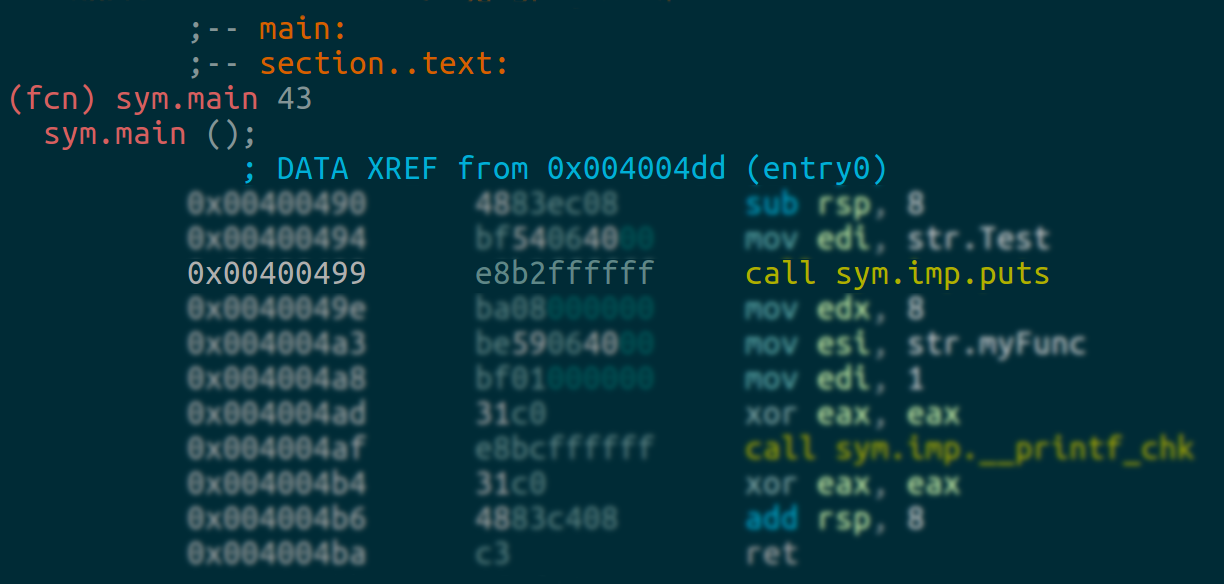 ;-- main:
;-- section..text:
(fcn) sym.main 43
sym.main ();
; DATA XREF from 0x004004dd (entry0)
0x00400490 4883ec08 sub rsp, 8
0x00400494 bf54064000 mov edi, str.Test
0x00400499 e8b2ffffff call sym.imp.puts
0x0040049e ba08000000 mov edx, 8
0x004004a3 be59064000 mov esi, str.myFunc
0x004004a8 bf01000000 mov edi, 1
0x004004ad 31c0 xor eax, eax
0x004004af e8bcffffff call sym.imp.__printf_chk
0x004004b4 31c0 xor eax, eax
0x004004b6 4883c408 add rsp, 8
0x004004ba c3 ret